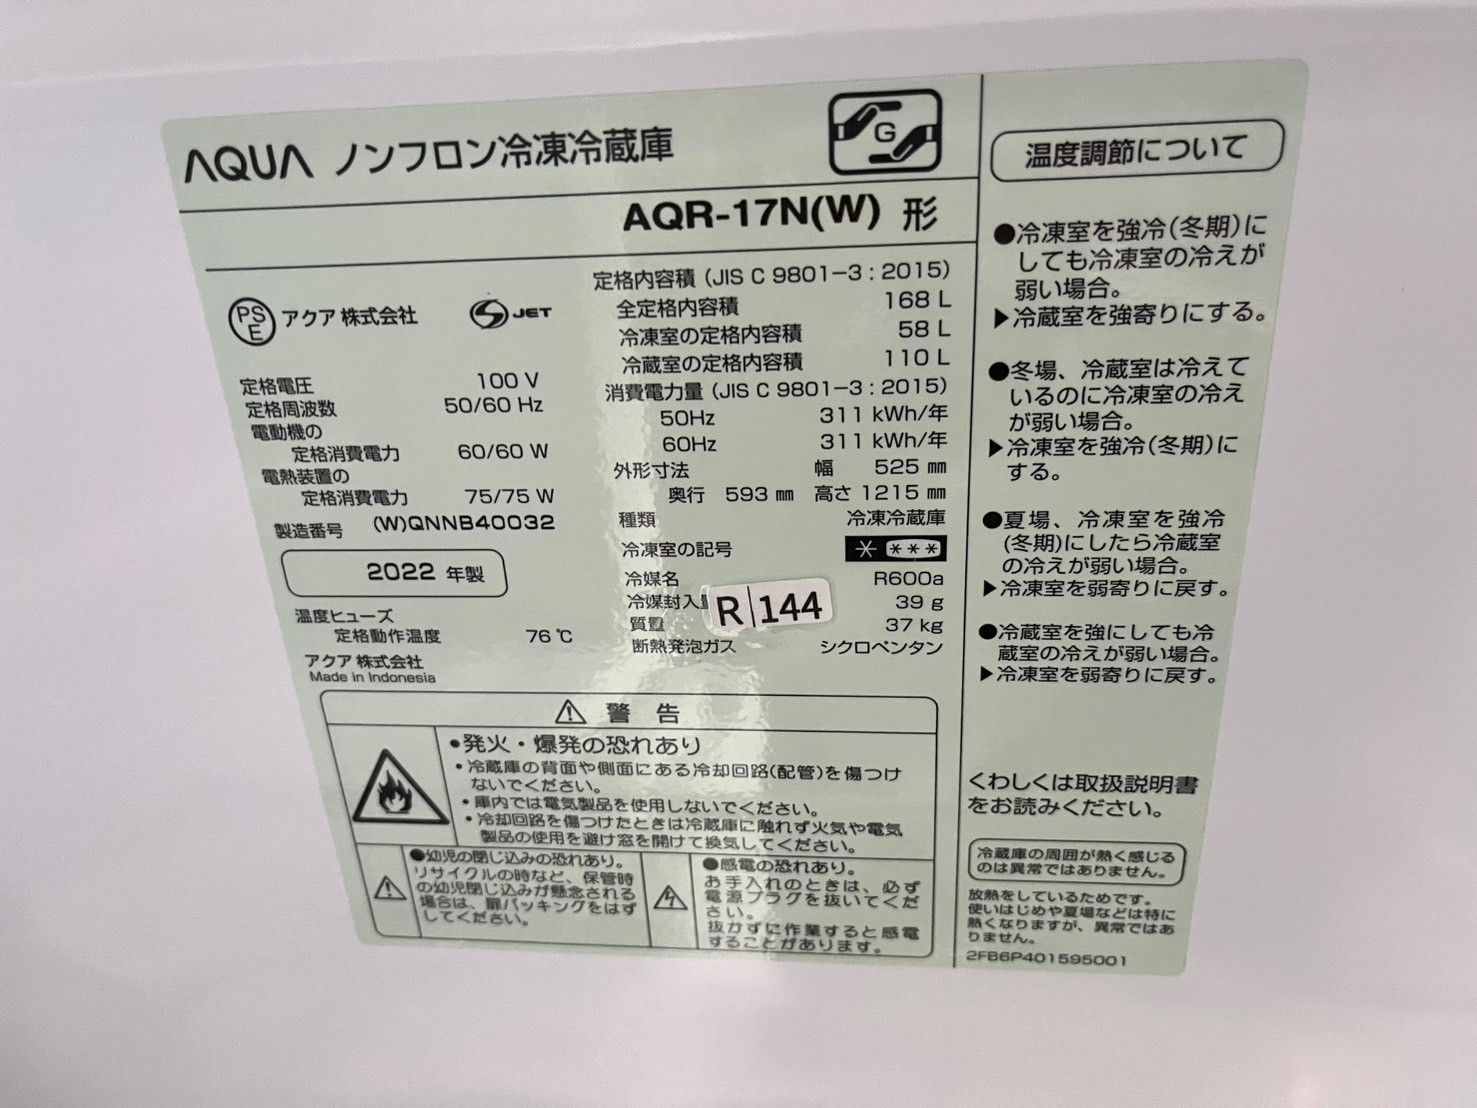 AQUA ノンフロン冷凍冷蔵庫
G
AQR-17N(W) 形
PS
E
アクア 株式会社
S JET
定格電圧 100 V
定格周波数 50/60 Hz
電動機の
定格消費電力 60/60 W
電熱装置の
定格消費電力 75/75 W
製造番号 (W)QNNB40032
2022 年製
温度ヒューズ
定格動作温度 76 ℃
アクア 株式会社
Made in Indonesia
定格内容積 (JIS C 9801-3 : 2015)
全定格内容積 168 L
冷凍室の定格内容積 58 L
冷蔵室の定格内容積 110 L
消費電力量 (JIS C 9801-3 : 2015)
50Hz 311 kWh/年
60Hz 311 kWh/年
外形寸法 幅 525 ㎜
奥行 593 ㎜ 高さ 1215 ㎜
種類 冷凍冷蔵庫
冷凍室の記号 * ***
冷媒名 R600a
冷媒封入量 39 g
質量 37 kg
断熱発泡ガス シクロペンタン
R 144
⚠ 警 告
•発火・爆発の恐れあり
•冷蔵庫の背面や側面にある冷却回路(配管)を傷つけ
ないでください。
•庫内では電気製品を使用しないでください。
•冷却回路を傷つけたときは冷蔵庫に触れず火気や電気
製品の使用を避け窓を開けて換気してください。
●幼児の閉じ込みの恐れあり。
リサイクルの時など、保管時
の幼児閉じ込みが懸念される
場合は、扉パッキングをはず
してください。
●感電の恐れあり。
お手入れのときは、必ず
電源プラグを抜いてくだ
さい。
抜かずに作業すると感電
することがあります。
温度調節について
●冷凍室を強冷(冬期)に
しても冷凍室の冷えが
弱い場合。
▶冷蔵室を強寄りにする。
●冬場、冷蔵室は冷えて
いるのに冷凍室の冷え
が弱い場合。
▶冷凍室を強冷(冬期)に
する。
●夏場、冷凍室を強冷
(冬期)にしたら冷蔵室
の冷えが弱い場合。
▶冷凍室を弱寄りに戻す。
●冷蔵室を強にしても冷
蔵室の冷えが弱い場合。
▶冷凍室を弱寄りに戻す。
くわしくは取扱説明書
をお読みください。
冷蔵庫の周囲が熱く感じる
のは異常ではありません。
放熱をしているためです。
使いはじめや夏場などは特に
熱くなりますが、異常ではあ
りません。
2FB6P401595001